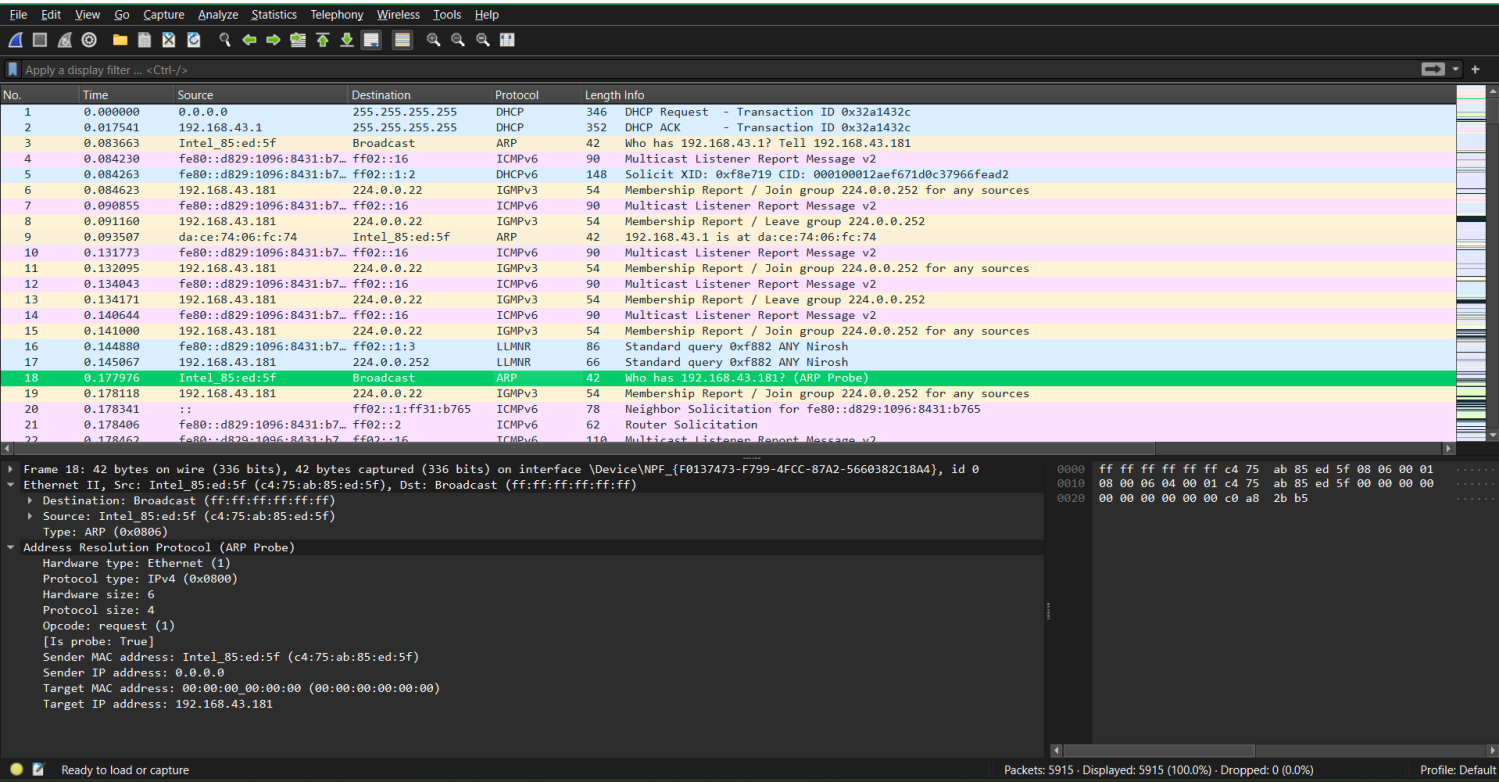 File Edit View Go Capture Analyze Statistics Telephony Wireless Tools Help
Apply a display filter … <Ctrl-/>
No. Time Source Destination Protocol Length Info
1 0.000000 0.0.0.0 255.255.255.255 DHCP 346 DHCP Request - Transaction ID 0x32a1432c
2 0.017541 192.168.43.1 255.255.255.255 DHCP 352 DHCP ACK - Transaction ID 0x32a1432c
3 0.083663 Intel_85:ed:5f Broadcast ARP 42 Who has 192.168.43.1? Tell 192.168.43.181
4 0.084230 fe80::d829:1096:8431:b7… ff02::16 ICMPv6 90 Multicast Listener Report Message v2
5 0.084263 fe80::d829:1096:8431:b7… ff02::1:2 DHCPv6 148 Solicit XID: 0xf8e719 CID: 000100012aef671d0c37966fead2
6 0.084623 192.168.43.181 224.0.0.22 IGMPv3 54 Membership Report / Join group 224.0.0.252 for any sources
7 0.090855 fe80::d829:1096:8431:b7… ff02::16 ICMPv6 90 Multicast Listener Report Message v2
8 0.091160 192.168.43.181 224.0.0.22 IGMPv3 54 Membership Report / Leave group 224.0.0.252
9 0.093507 da:ce:74:06:fc:74 Intel_85:ed:5f ARP 42 192.168.43.1 is at da:ce:74:06:fc:74
10 0.131773 fe80::d829:1096:8431:b7… ff02::16 ICMPv6 90 Multicast Listener Report Message v2
11 0.132095 192.168.43.181 224.0.0.22 IGMPv3 54 Membership Report / Join group 224.0.0.252 for any sources
12 0.134043 fe80::d829:1096:8431:b7… ff02::16 ICMPv6 90 Multicast Listener Report Message v2
13 0.134171 192.168.43.181 224.0.0.22 IGMPv3 54 Membership Report / Leave group 224.0.0.252
14 0.140644 fe80::d829:1096:8431:b7… ff02::16 ICMPv6 90 Multicast Listener Report Message v2
15 0.141000 192.168.43.181 224.0.0.22 IGMPv3 54 Membership Report / Join group 224.0.0.252 for any sources
16 0.144880 fe80::d829:1096:8431:b7… ff02::1:3 LLMNR 86 Standard query 0xf882 ANY Nirosh
17 0.145067 192.168.43.181 224.0.0.252 LLMNR 66 Standard query 0xf882 ANY Nirosh
18 0.177976 Intel_85:ed:5f Broadcast ARP 42 Who has 192.168.43.181? (ARP Probe)
19 0.178118 192.168.43.181 224.0.0.22 IGMPv3 54 Membership Report / Join group 224.0.0.252 for any sources
20 0.178341 :: ff02::1:ff31:b765 ICMPv6 78 Neighbor Solicitation for fe80::d829:1096:8431:b765
21 0.178406 fe80::d829:1096:8431:b7… ff02::2 ICMPv6 62 Router Solicitation
22 0.178462 fe80::d829:1096:8431:b7… ff02::16 ICMPv6 110 Multicast Listener Report Message v2
Frame 18: 42 bytes on wire (336 bits), 42 bytes captured (336 bits) on interface \Device\NPF_{F0137473-F799-4FCC-87A2-5660382C18A4}, id 0
Ethernet II, Src: Intel_85:ed:5f (c4:75:ab:85:ed:5f), Dst: Broadcast (ff:ff:ff:ff:ff:ff)
Destination: Broadcast (ff:ff:ff:ff:ff:ff)
Source: Intel_85:ed:5f (c4:75:ab:85:ed:5f)
Type: ARP (0x0806)
Address Resolution Protocol (ARP Probe)
Hardware type: Ethernet (1)
Protocol type: IPv4 (0x0800)
Hardware size: 6
Protocol size: 4
Opcode: request (1)
[Is probe: True]
Sender MAC address: Intel_85:ed:5f (c4:75:ab:85:ed:5f)
Sender IP address: 0.0.0.0
Target MAC address: 00:00:00_00:00:00 (00:00:00:00:00:00)
Target IP address: 192.168.43.181
0000 ff ff ff ff ff ff c4 75 ab 85 ed 5f 08 06 00 01 ······
0010 08 00 06 04 00 01 c4 75 ab 85 ed 5f 00 00 00 00 ······
0020 00 00 00 00 00 00 c0 a8 2b b5 ······
Ready to load or capture
Packets: 5915 · Displayed: 5915 (100.0%) · Dropped: 0 (0.0%)
Profile: Default